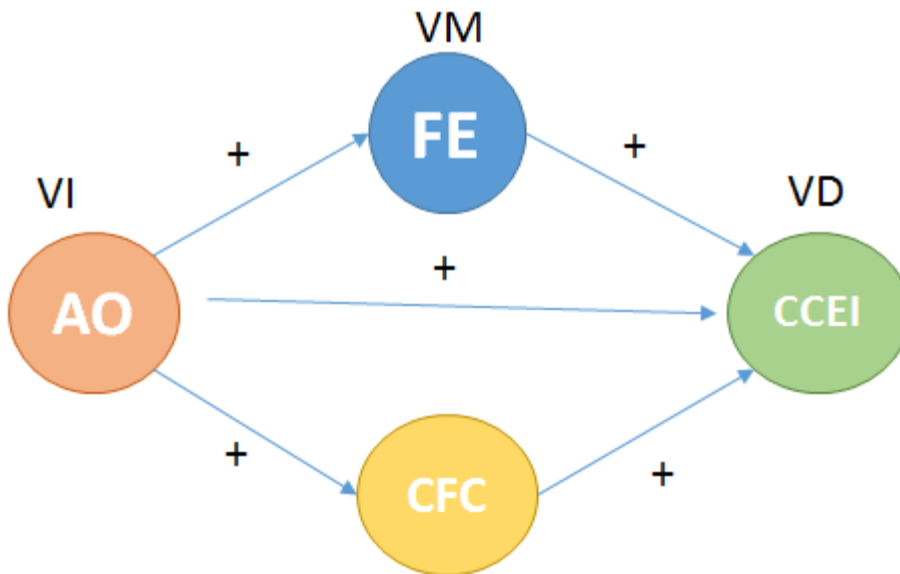 VM
FE
+
+
VI
VD
AO
+
CCEI
+
+
CFC